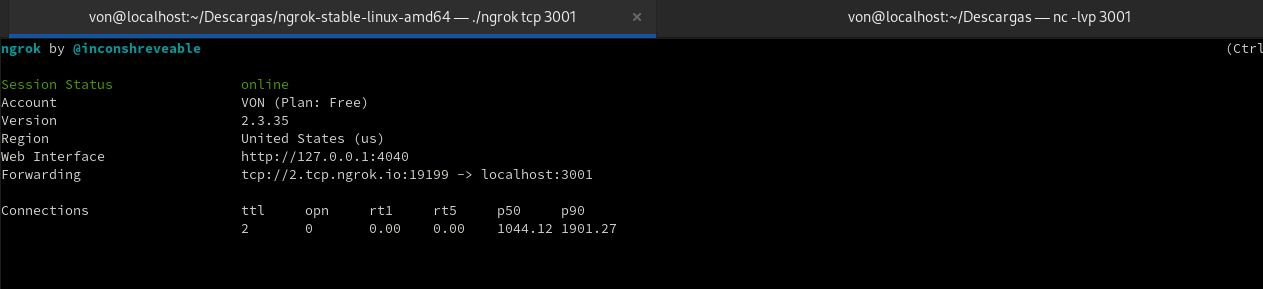 von@localhost:~/Descargas/ngrok-stable-linux-amd64 — ./ngrok tcp 3001 × von@localhost:~/Descargas — nc -lvp 3001
ngrok by @inconshreveable (Ctrl
Session Status online
Account VON (Plan: Free)
Version 2.3.35
Region United States (us)
Web Interface http://127.0.0.1:4040
Forwarding tcp://2.tcp.ngrok.io:19199 -> localhost:3001
Connections ttl opn rt1 rt5 p50 p90
2 0 0.00 0.00 1044.12 1901.27